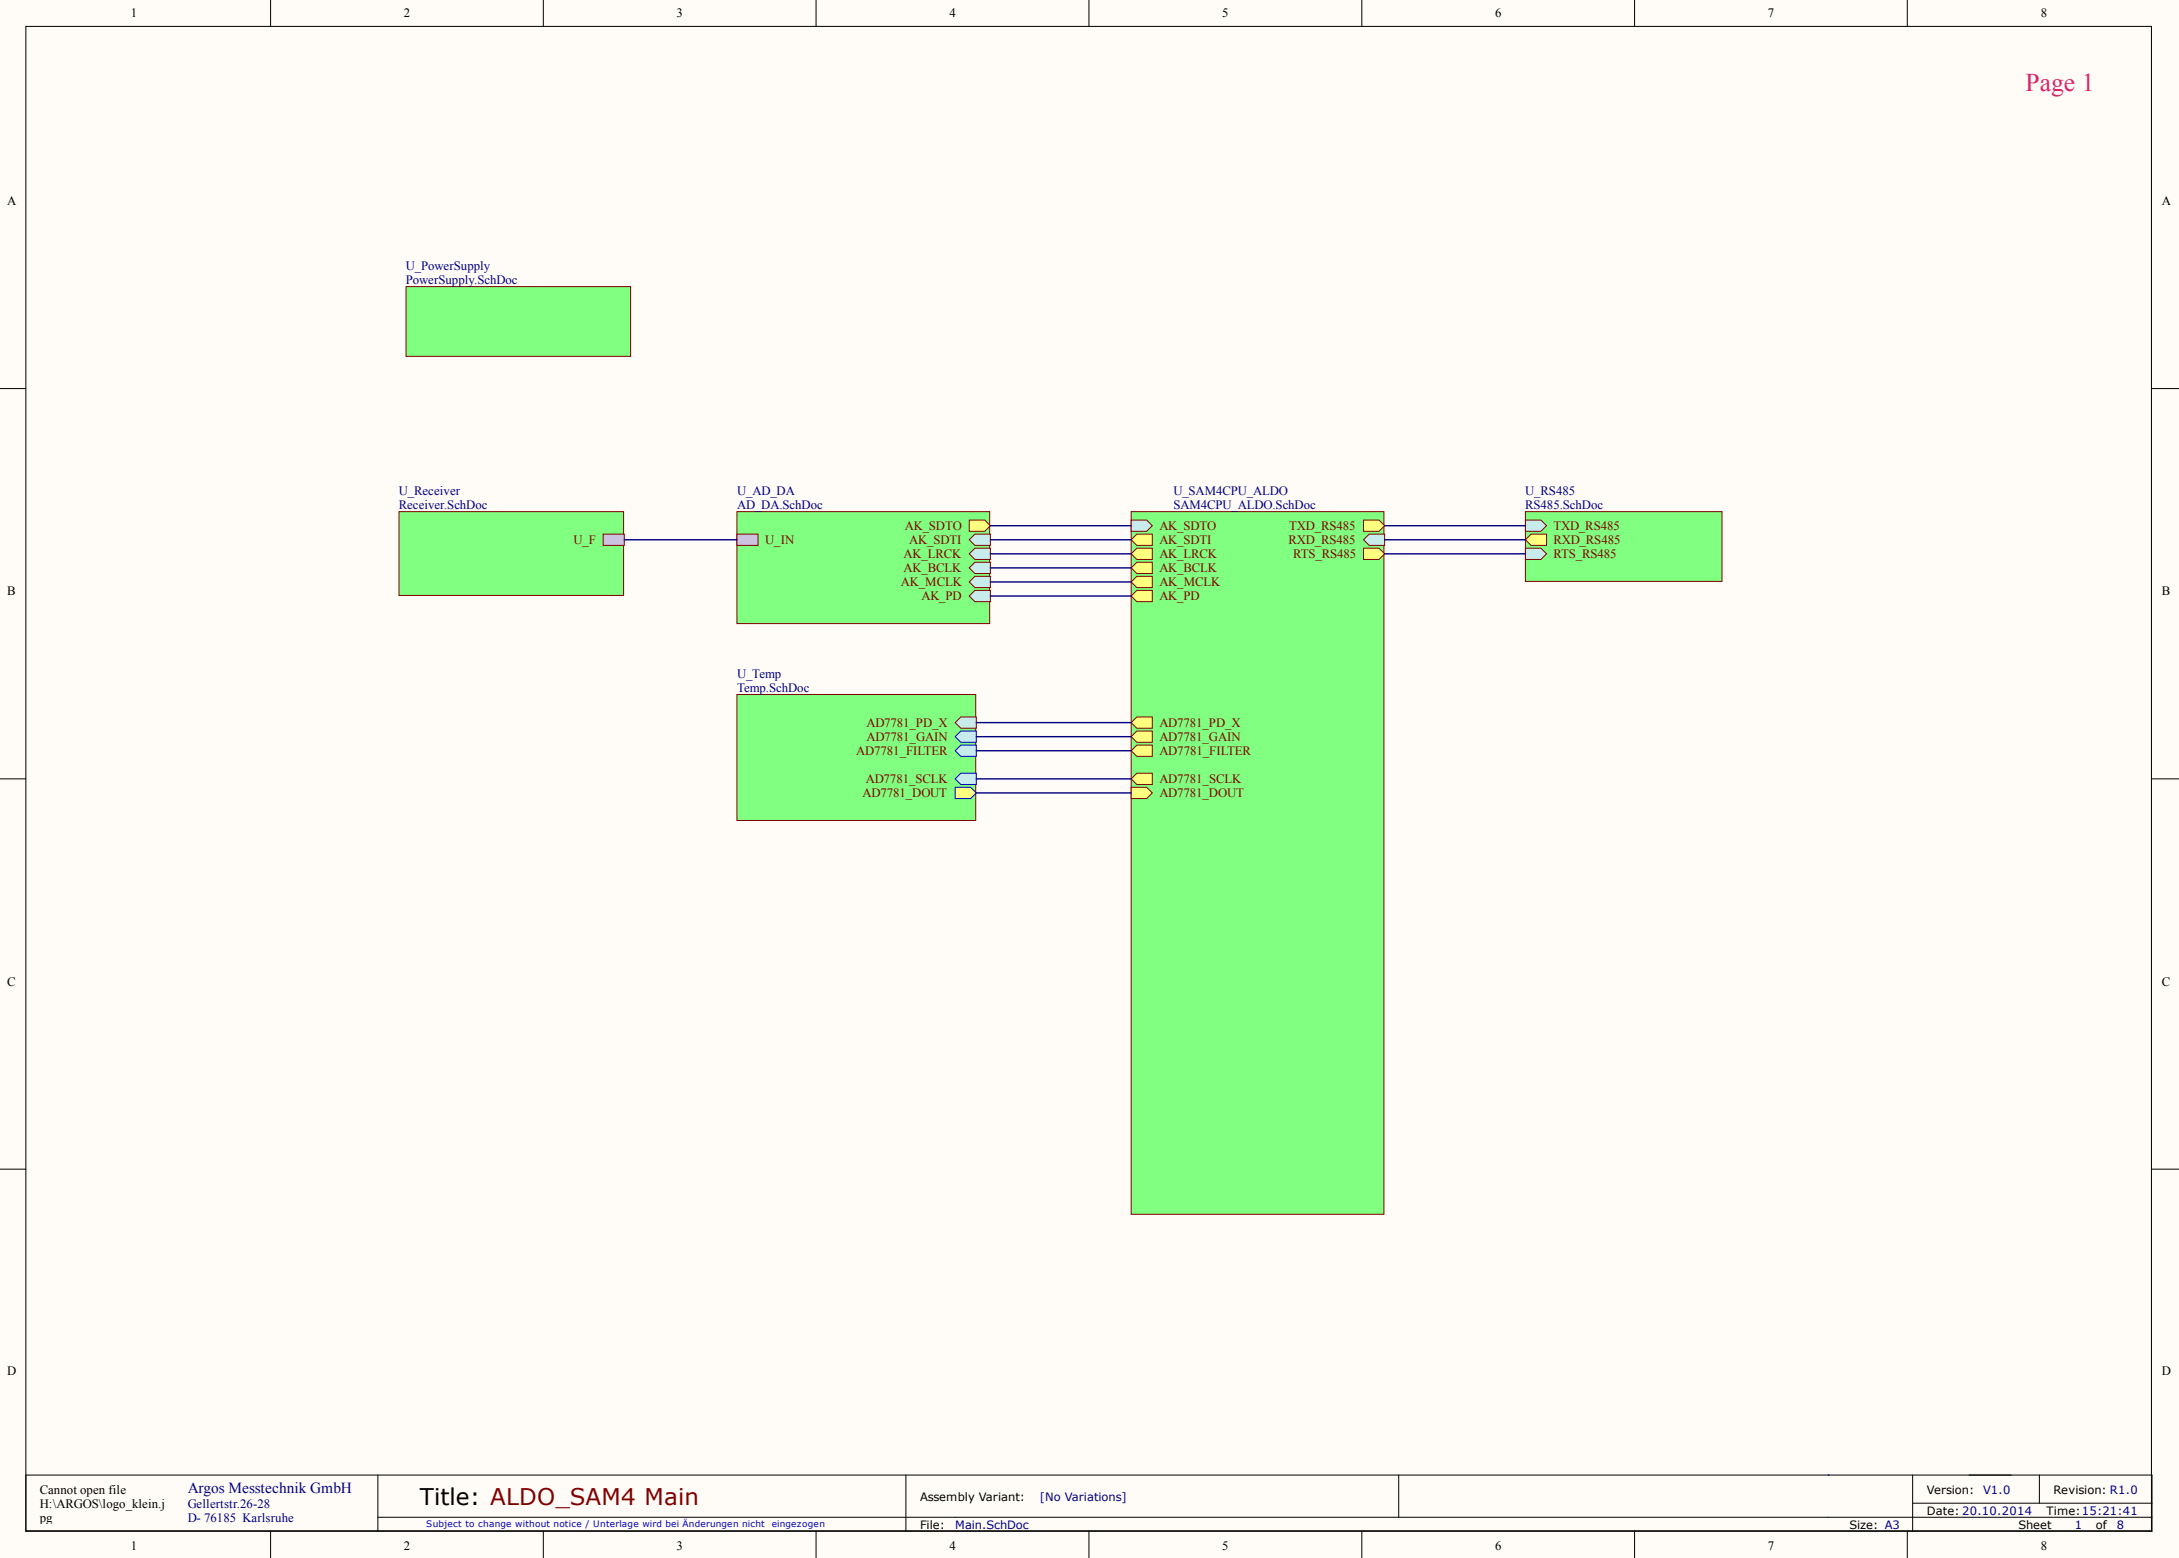 1 2 3 4 5 6 7 8
Page 1
A A
U_PowerSupply
PowerSupply.SchDoc
U_Receiver
Receiver.SchDoc
U_F
U_AD_DA
AD_DA.SchDoc
U_IN
AK_SDTO
AK_SDTI
AK_LRCK
AK_BCLK
AK_MCLK
AK_PD
U_SAM4CPU_ALDO
SAM4CPU_ALDO.SchDoc
AK_SDTO
AK_SDTI
AK_LRCK
AK_BCLK
AK_MCLK
AK_PD
TXD_RS485
RXD_RS485
RTS_RS485
U_RS485
RS485.SchDoc
TXD_RS485
RXD_RS485
RTS_RS485
B B
U_Temp
Temp.SchDoc
AD7781_PD_X
AD7781_GAIN
AD7781_FILTER
AD7781_SCLK
AD7781_DOUT
AD7781_PD_X
AD7781_GAIN
AD7781_FILTER
AD7781_SCLK
AD7781_DOUT
C C
D D
Cannot open file
H:\ARGOS\logo_klein.j
pg
Argos Messtechnik GmbH
Gellertstr.26-28
D- 76185 Karlsruhe
Title: ALDO_SAM4 Main
Subject to change without notice / Unterlage wird bei Änderungen nicht eingezogen
Assembly Variant: [No Variations]
File: Main.SchDoc
Size: A3
Version: V1.0 Revision: R1.0
Date: 20.10.2014 Time: 15:21:41
Sheet 1 of 8
1 2 3 4 5 6 7 8